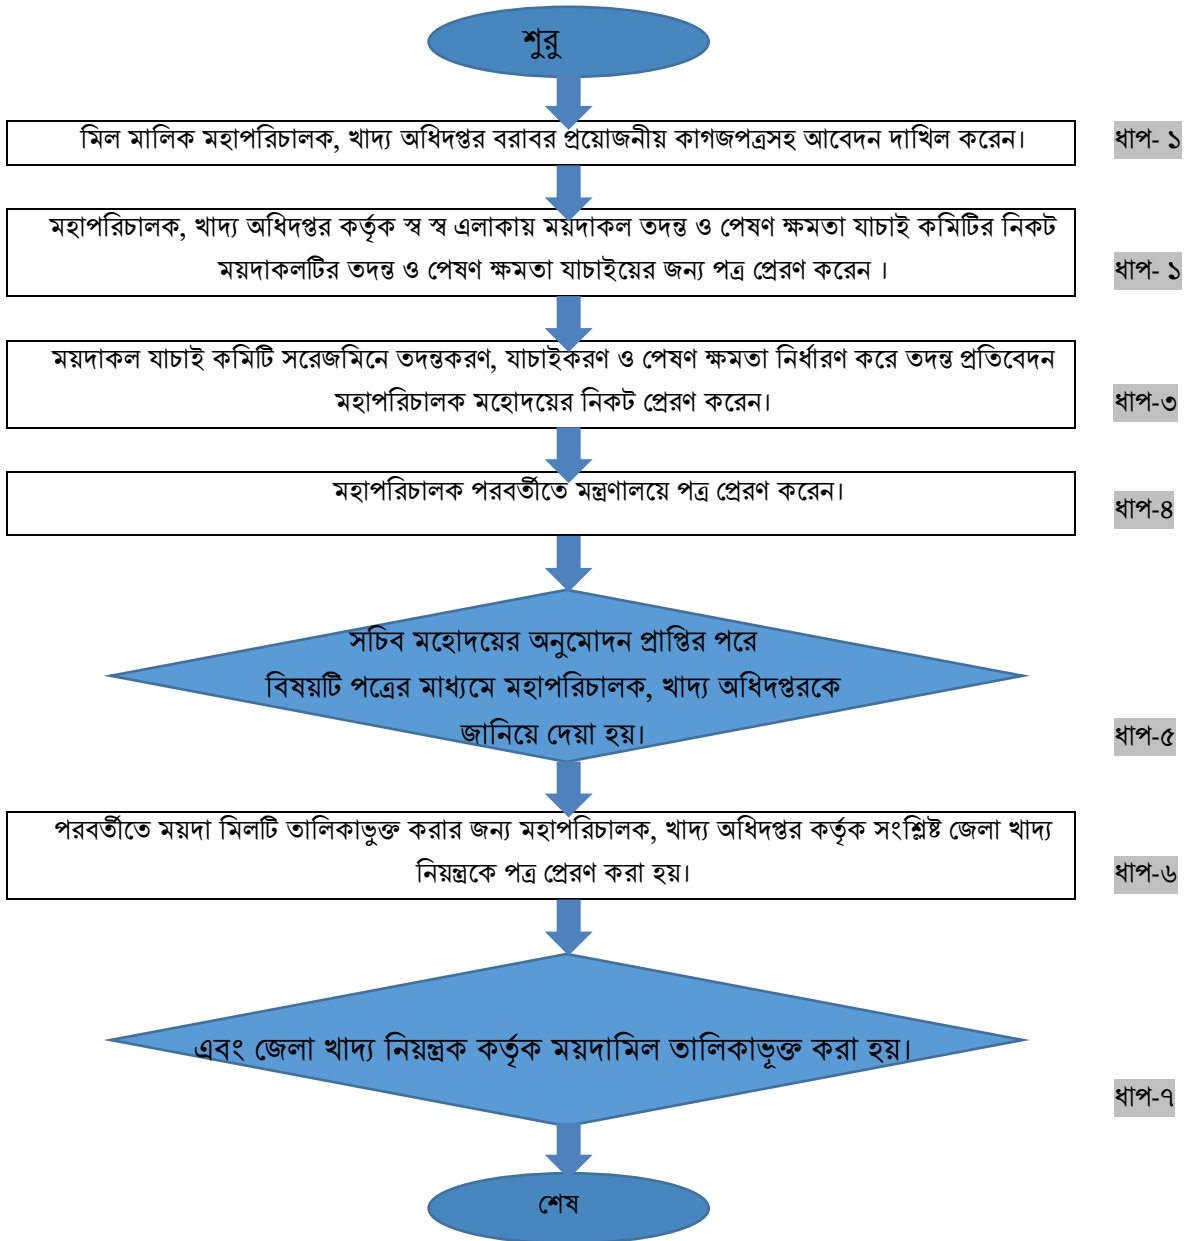 শুরু
মিল মালিক মহাপরিচালক, খাদ্য অধিদপ্তর বরাবর প্রয়োজনীয় কাগজপত্রসহ আবেদন দাখিল করেন।
ধাপ- ১
মহাপরিচালক, খাদ্য অধিদপ্তর কর্তৃক স্ব স্ব এলাকায় ময়দাকল তদন্ত ও পেষণ ক্ষমতা যাচাই কমিটির নিকট
ময়দাকলটির তদন্ত ও পেষণ ক্ষমতা যাচাইয়ের জন্য পত্র প্রেরণ করেন ।
ধাপ- ১
ময়দাকল যাচাই কমিটি সরেজমিনে তদন্তকরণ, যাচাইকরণ ও পেষণ ক্ষমতা নির্ধারণ করে তদন্ত প্রতিবেদন
মহাপরিচালক মহোদয়ের নিকট প্রেরণ করেন।
ধাপ-৩
মহাপরিচালক পরবর্তীতে মন্ত্রণালয়ে পত্র প্রেরণ করেন।
ধাপ-৪
সচিব মহোদয়ের অনুমোদন প্রাপ্তির পরে
বিষয়টি পত্রের মাধ্যমে মহাপরিচালক, খাদ্য অধিদপ্তরকে
জানিয়ে দেয়া হয়।
ধাপ-৫
পরবর্তীতে ময়দা মিলটি তালিকাভুক্ত করার জন্য মহাপরিচালক, খাদ্য অধিদপ্তর কর্তৃক সংশ্লিষ্ট জেলা খাদ্য
নিয়ন্ত্রকে পত্র প্রেরণ করা হয়।
ধাপ-৬
এবং জেলা খাদ্য নিয়ন্ত্রক কর্তৃক ময়দামিল তালিকাভূক্ত করা হয়।
ধাপ-৭
শেষ